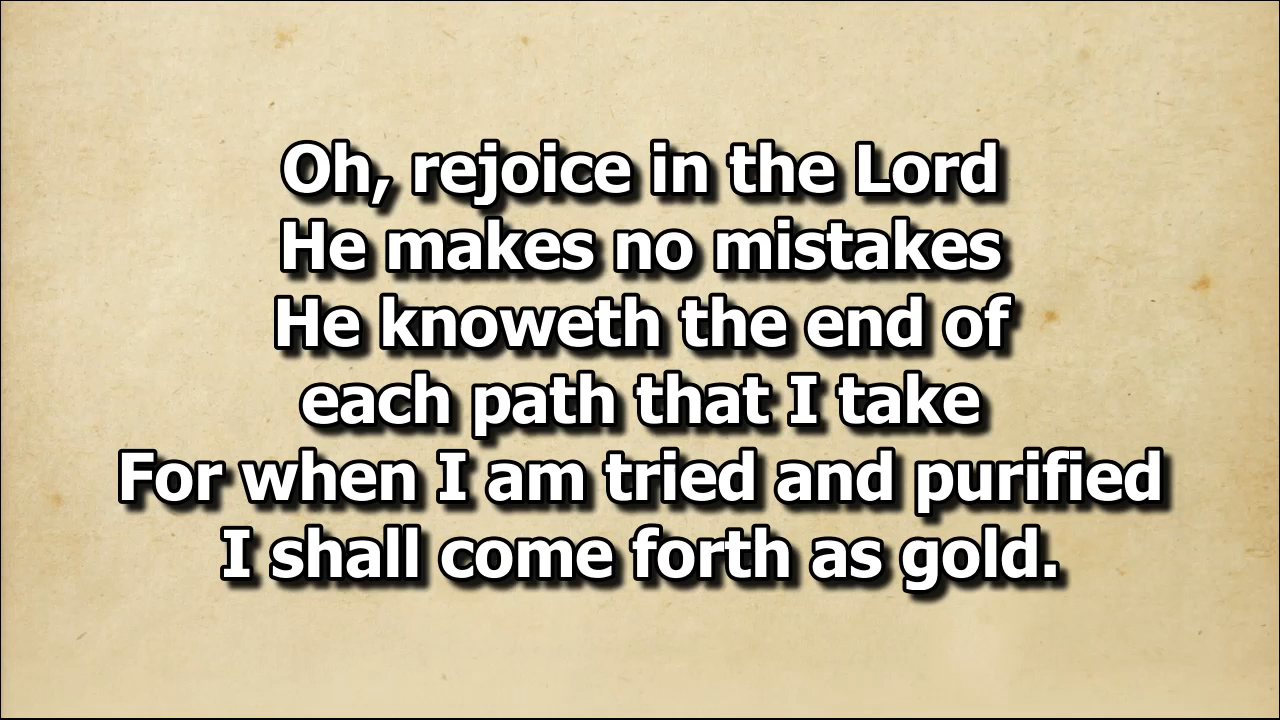 Oh, rejoice in the Lord
He makes no mistakes
He knoweth the end of
each path that I take
For when I am tried and purified
I shall come forth as gold.